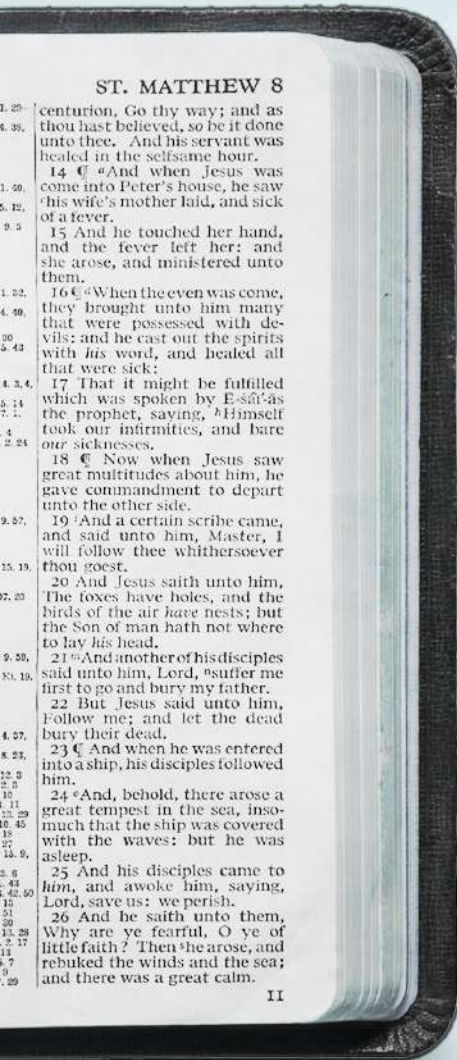 ST. MATTHEW 8
centurion, Go thy way; and as
thou hast believed, so be it done
unto thee. And his servant was
healed in the selfsame hour.
14 ¶ And when Jesus was
come into Peter's house, he saw
his wife's mother laid, and sick
of a fever.
15 And he touched her hand,
and the fever left her: and
she arose, and ministered unto
them.
16 ¶ When the even was come,
they brought unto him many
that were possessed with de-
vils: and he cast out the spirits
with his word, and healed all
that were sick:
17 That it might be fulfilled
which was spoken by E-sāī´-ās
the prophet, saying, ʰHimself
took our infirmities, and bare
our sicknesses.
18 ¶ Now when Jesus saw
great multitudes about him, he
gave commandment to depart
unto the other side.
19 And a certain scribe came,
and said unto him, Master, I
will follow thee whithersoever
thou goest.
20 And Jesus saith unto him,
The foxes have holes, and the
birds of the air have nests; but
the Son of man hath not where
to lay his head.
21 ᵐAnd another of his disciples
said unto him, Lord, ⁿsuffer me
first to go and bury my father.
22 But Jesus said unto him,
Follow me; and let the dead
bury their dead.
23 ¶ And when he was entered
into a ship, his disciples followed
him.
24 And, behold, there arose a
great tempest in the sea, inso-
much that the ship was covered
with the waves: but he was
asleep.
25 And his disciples came to
him, and awoke him, saying,
Lord, save us: we perish.
26 And he saith unto them,
Why are ye fearful, O ye of
little faith? Then he arose, and
rebuked the winds and the sea;
and there was a great calm.
11